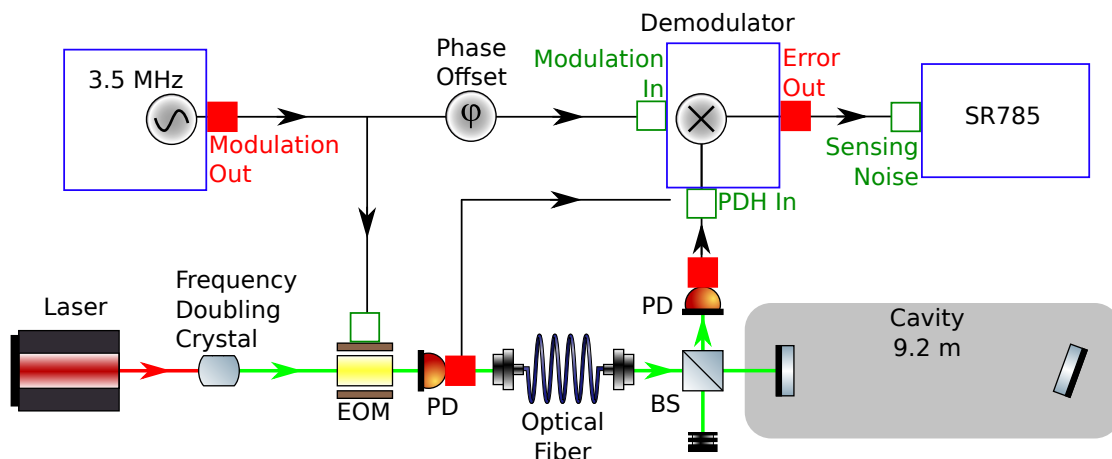 Demodulator
3.5 MHz
Phase
Offset
φ
Modulation
In
Error
Out
SR785
Modulation
Out
Sensing
Noise
PDH In
Laser
Frequency
Doubling
Crystal
PD
Cavity
9.2 m
EOM
PD
Optical
Fiber
BS